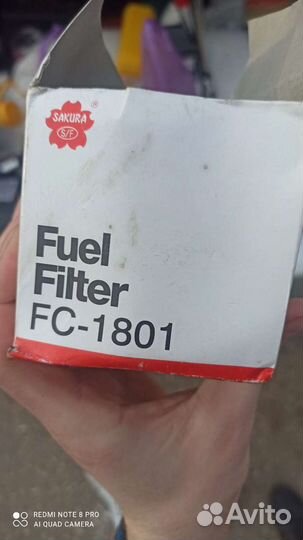 SAKURA
®
S/F
Fuel
Filter
FC-1801
REDMI NOTE 8 PRO
AI QUAD CAMERA
Avito